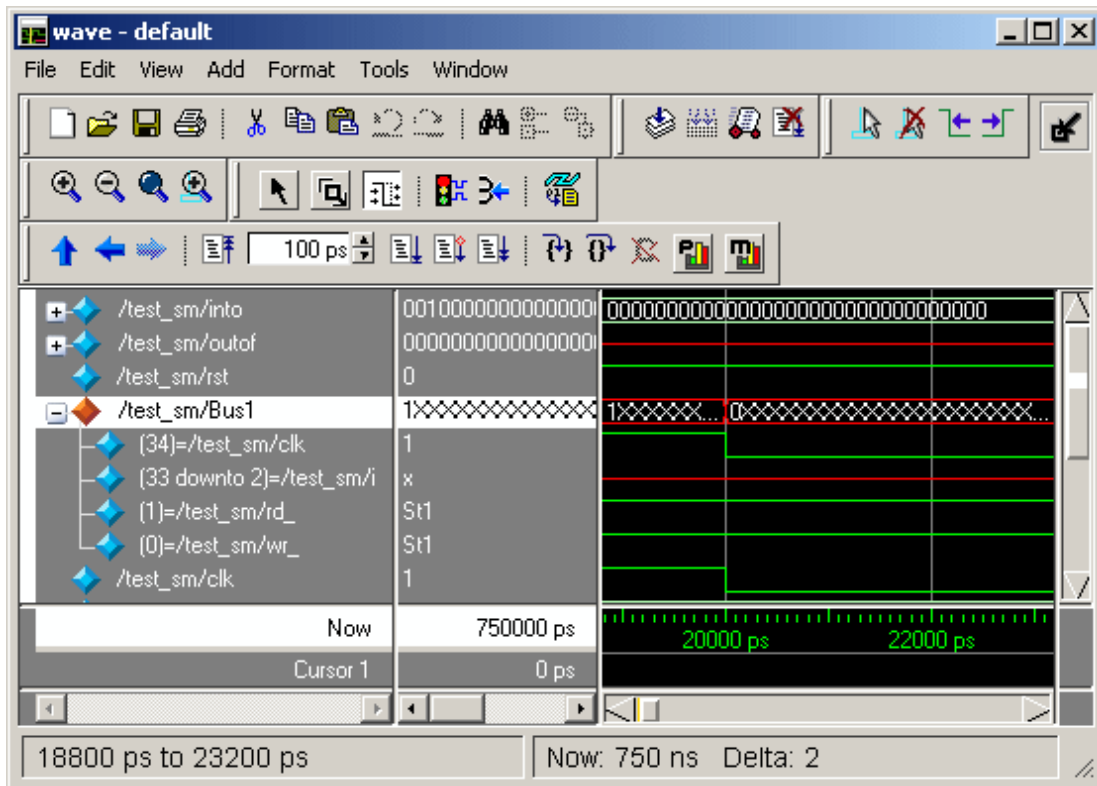 wave - default
File Edit View Add Format Tools Window
100 ps
/test_sm/into 0010000000000000 00000000000000000000000000000000
/test_sm/outof 0000000000000000
/test_sm/rst 0
/test_sm/Bus1 1XXXXXXXXXXXXXX 1XXXXXX... 0XXXXXXXXXXXXXXXXXXXXXX...
(34)=/test_sm/clk 1
(33 downto 2)=/test_sm/i x
(1)=/test_sm/rd_ St1
(0)=/test_sm/wr_ St1
/test_sm/clk 1
Now 750000 ps 20000 ps 22000 ps
Cursor 1 0 ps
18800 ps to 23200 ps Now: 750 ns Delta: 2